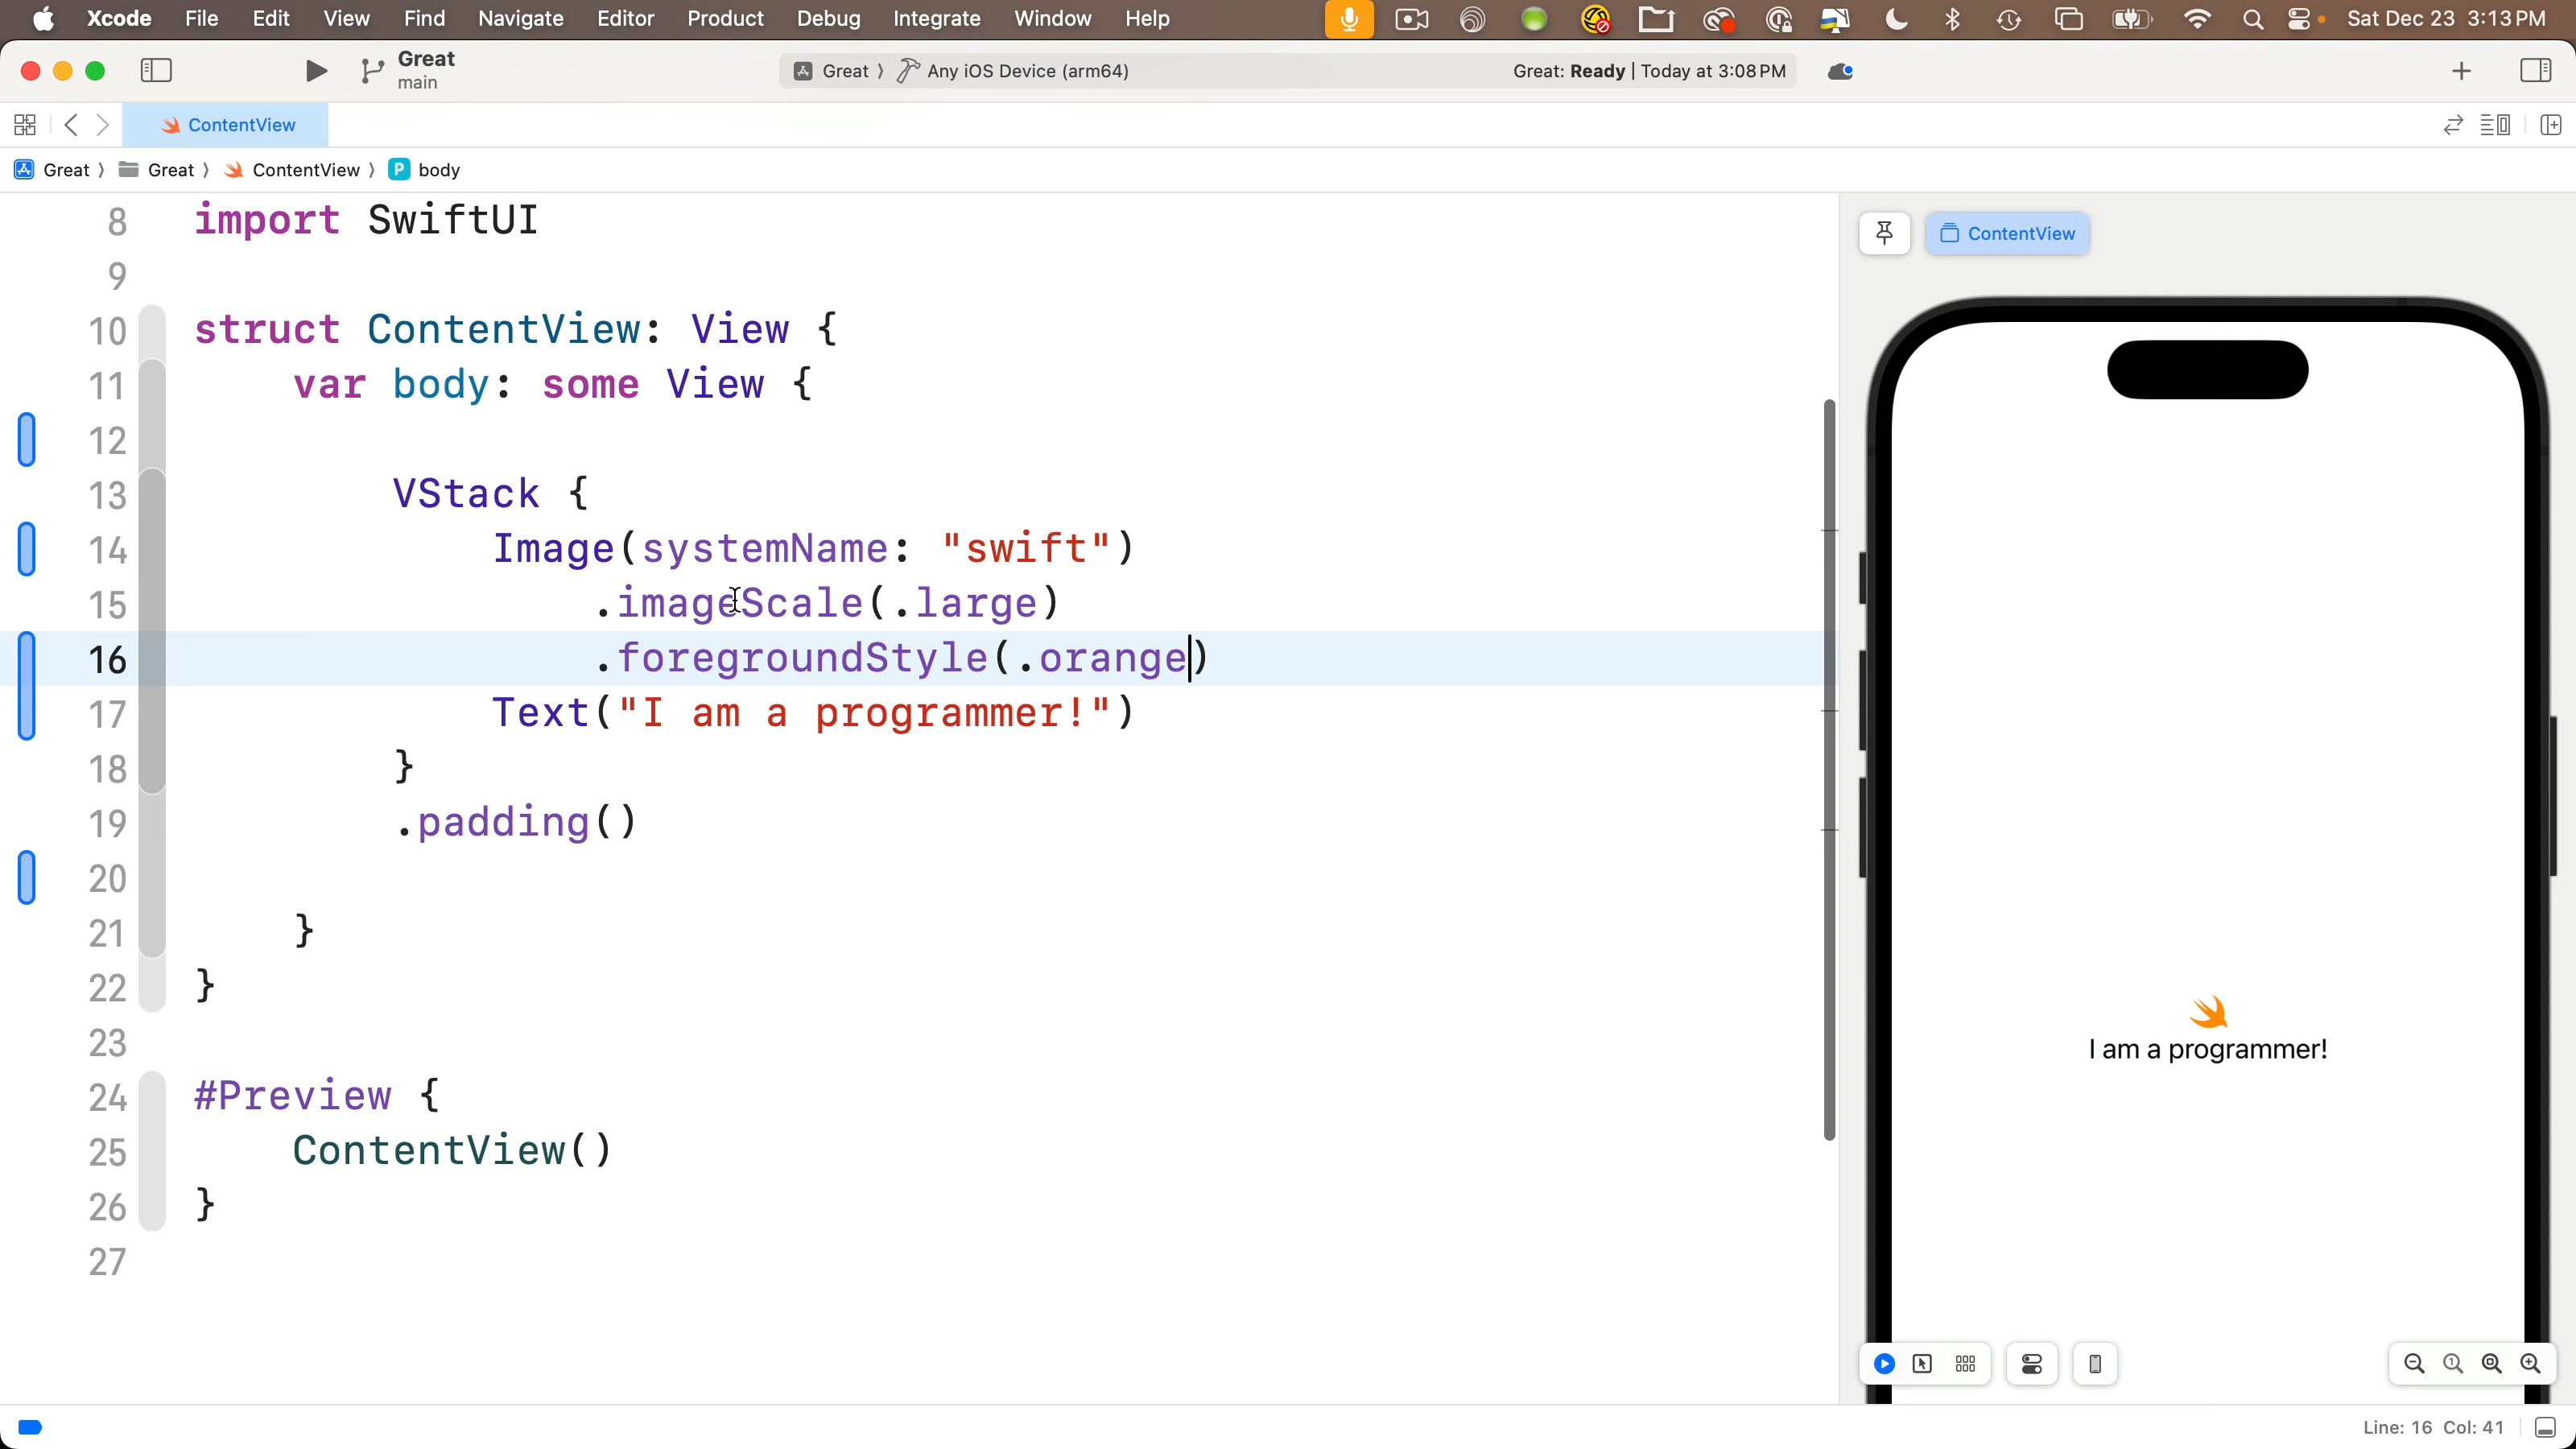 Xcode File Edit View Find Navigate Editor Product Debug Integrate Window Help Sat Dec 23 3:13 PM
Great
main
Great ⟩ Any iOS Device (arm64) Great: Ready | Today at 3:08 PM
ContentView
Great ⟩ Great ⟩ ContentView ⟩ P body
8 import SwiftUI
9
10 struct ContentView: View {
11 var body: some View {
12
13 VStack {
14 Image(systemName: "swift")
15 .imageScale(.large)
16 .foregroundStyle(.orange)
17 Text("I am a programmer!")
18 }
19 .padding()
20
21 }
22 }
23
24 #Preview {
25 ContentView()
26 }
27
ContentView
I am a programmer!
Line: 16 Col: 41